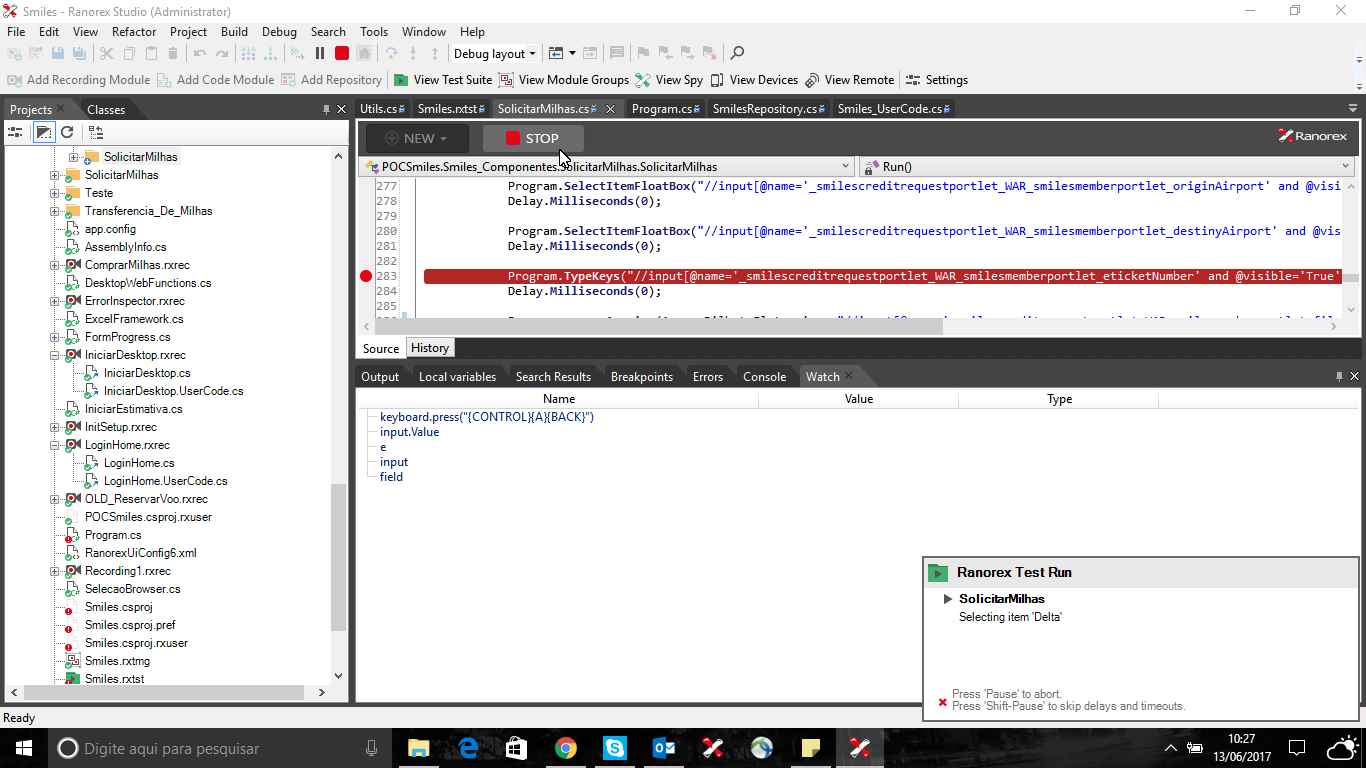 Smiles - Ranorex Studio (Administrator)
File Edit View Refactor Project Build Debug Search Tools Window Help
Debug layout
Add Recording Module Add Code Module Add Repository View Test Suite View Module Groups View Spy View Devices View Remote Settings
Projects Classes
Utils.cs Smiles.rxtst SolicitarMilhas.cs Program.cs SmilesRepository.cs Smiles_UserCode.cs
NEW STOP Ranorex
POCSmiles.Smiles_Componentes.SolicitarMilhas.SolicitarMilhas Run()
SolicitarMilhas
SolicitarMilhas
Teste
Transferencia_De_Milhas
app.config
AssemblyInfo.cs
ComprarMilhas.rxrec
DesktopWebFunctions.cs
ErrorInspector.rxrec
ExcelFramework.cs
FormProgress.cs
IniciarDesktop.rxrec
IniciarDesktop.cs
IniciarDesktop.UserCode.cs
IniciarEstimativa.cs
InitSetup.rxrec
LoginHome.rxrec
LoginHome.cs
LoginHome.UserCode.cs
OLD_ReservarVoo.rxrec
POCSmiles.csproj.rxuser
Program.cs
RanorexUiConfig6.xml
Recording1.rxrec
SelecaoBrowser.cs
Smiles.csproj
Smiles.csproj.pref
Smiles.csproj.rxuser
Smiles.rxtmg
Smiles.rxtst
277 Program.SelectItemFloatBox("//input[@name='_smilescreditrequestportlet_WAR_smilesmemberportlet_originAirport' and @visi
278 Delay.Milliseconds(0);
279
280 Program.SelectItemFloatBox("//input[@name='_smilescreditrequestportlet_WAR_smilesmemberportlet_destinyAirport' and @vis
281 Delay.Milliseconds(0);
282
283 Program.TypeKeys("//input[@name='_smilescreditrequestportlet_WAR_smilesmemberportlet_eticketNumber' and @visible='True'
284 Delay.Milliseconds(0);
285
Source History
Output Local variables Search Results Breakpoints Errors Console Watch
Name Value Type
keyboard.press("{CONTROL}{A}{BACK}")
input.Value
e
input
field
Ranorex Test Run
SolicitarMilhas
Selecting item 'Delta'
Press 'Pause' to abort.
Press 'Shift-Pause' to skip delays and timeouts.
Ready
Digite aqui para pesquisar
10:27
13/06/2017